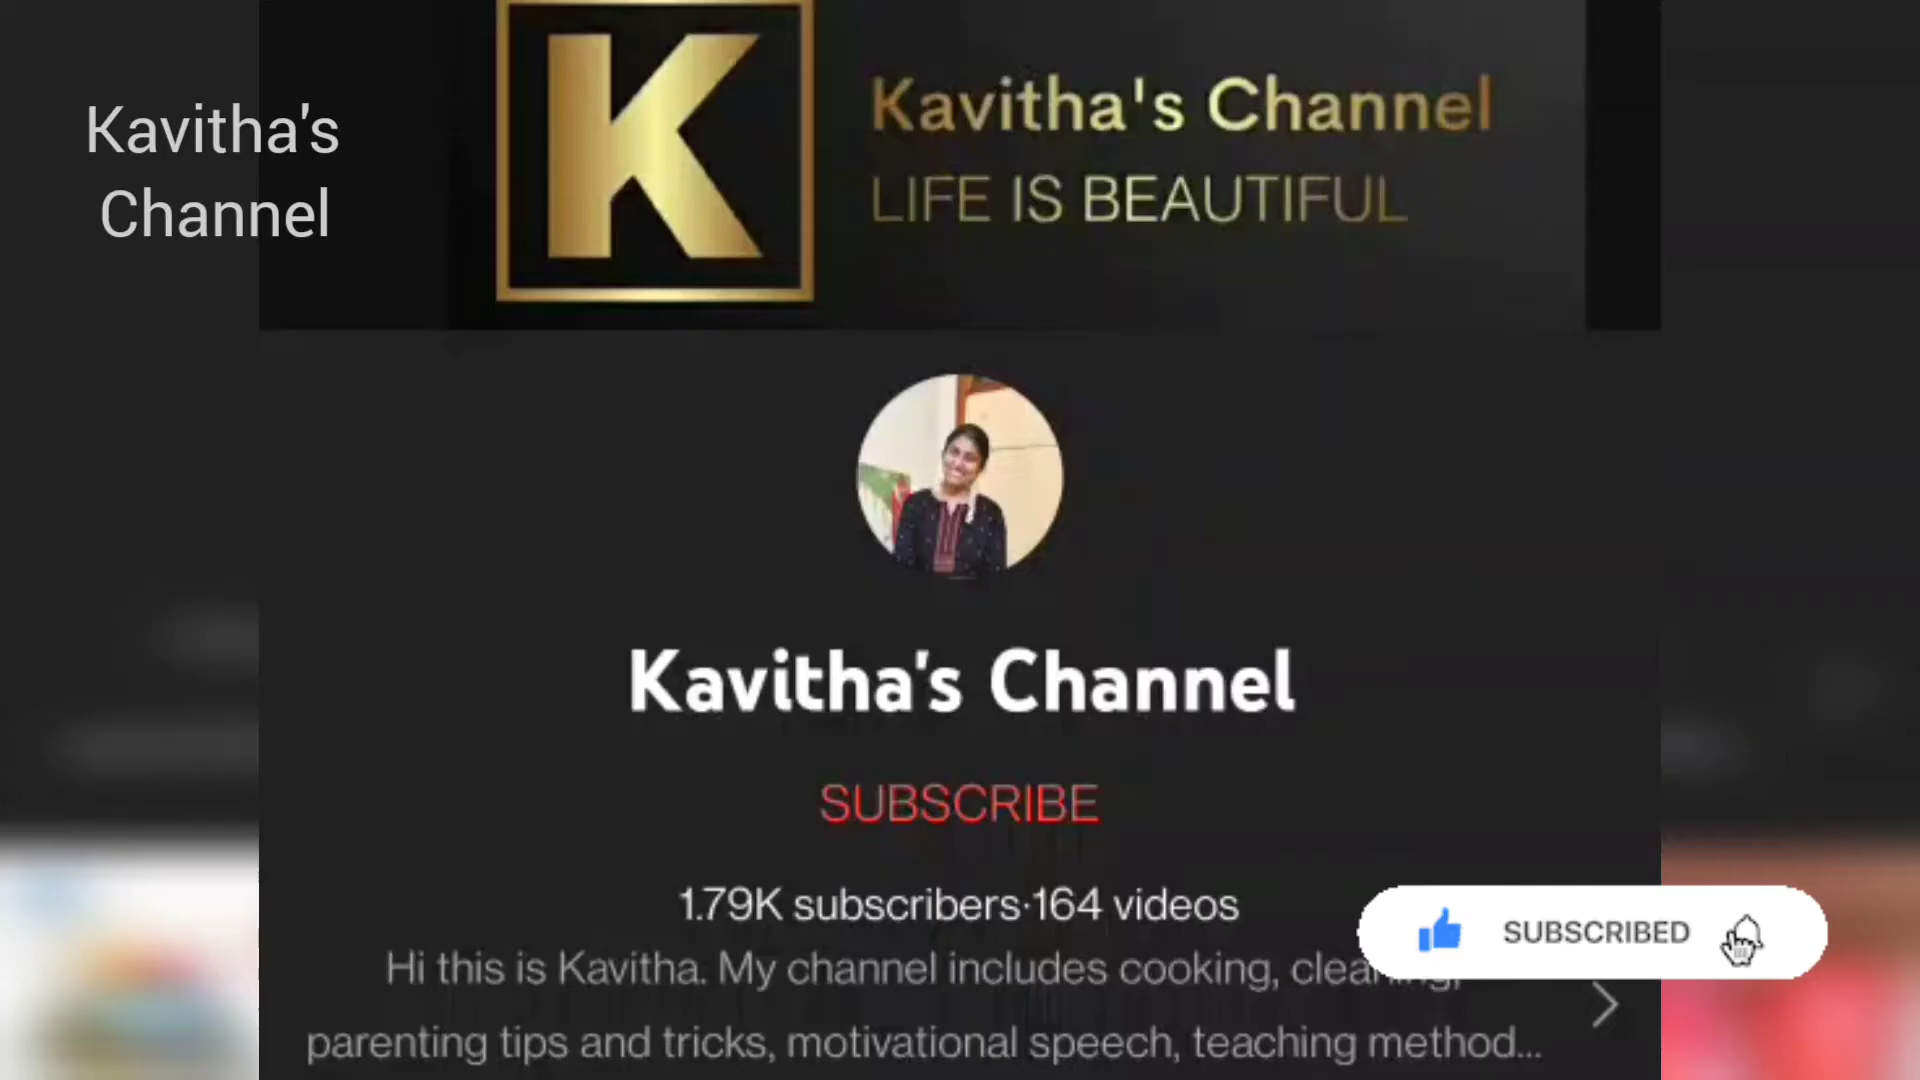 Kavitha's
Channel
K
Kavitha's Channel
LIFE IS BEAUTIFUL
Kavitha's Channel
SUBSCRIBE
1.79K subscribers·164 videos
Hi this is Kavitha. My channel includes cooking, cleaning,
parenting tips and tricks, motivational speech, teaching method...
SUBSCRIBED